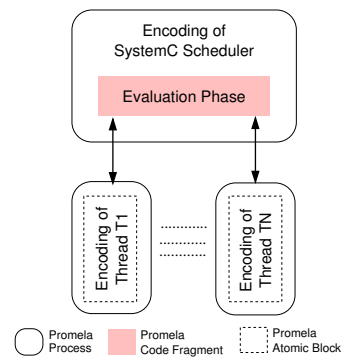 Encoding of
SystemC Scheduler
Evaluation Phase
Encoding of
Thread T1
Encoding of
Thread TN
Promela
Process
Promela
Code Fragment
Promela
Atomic Block